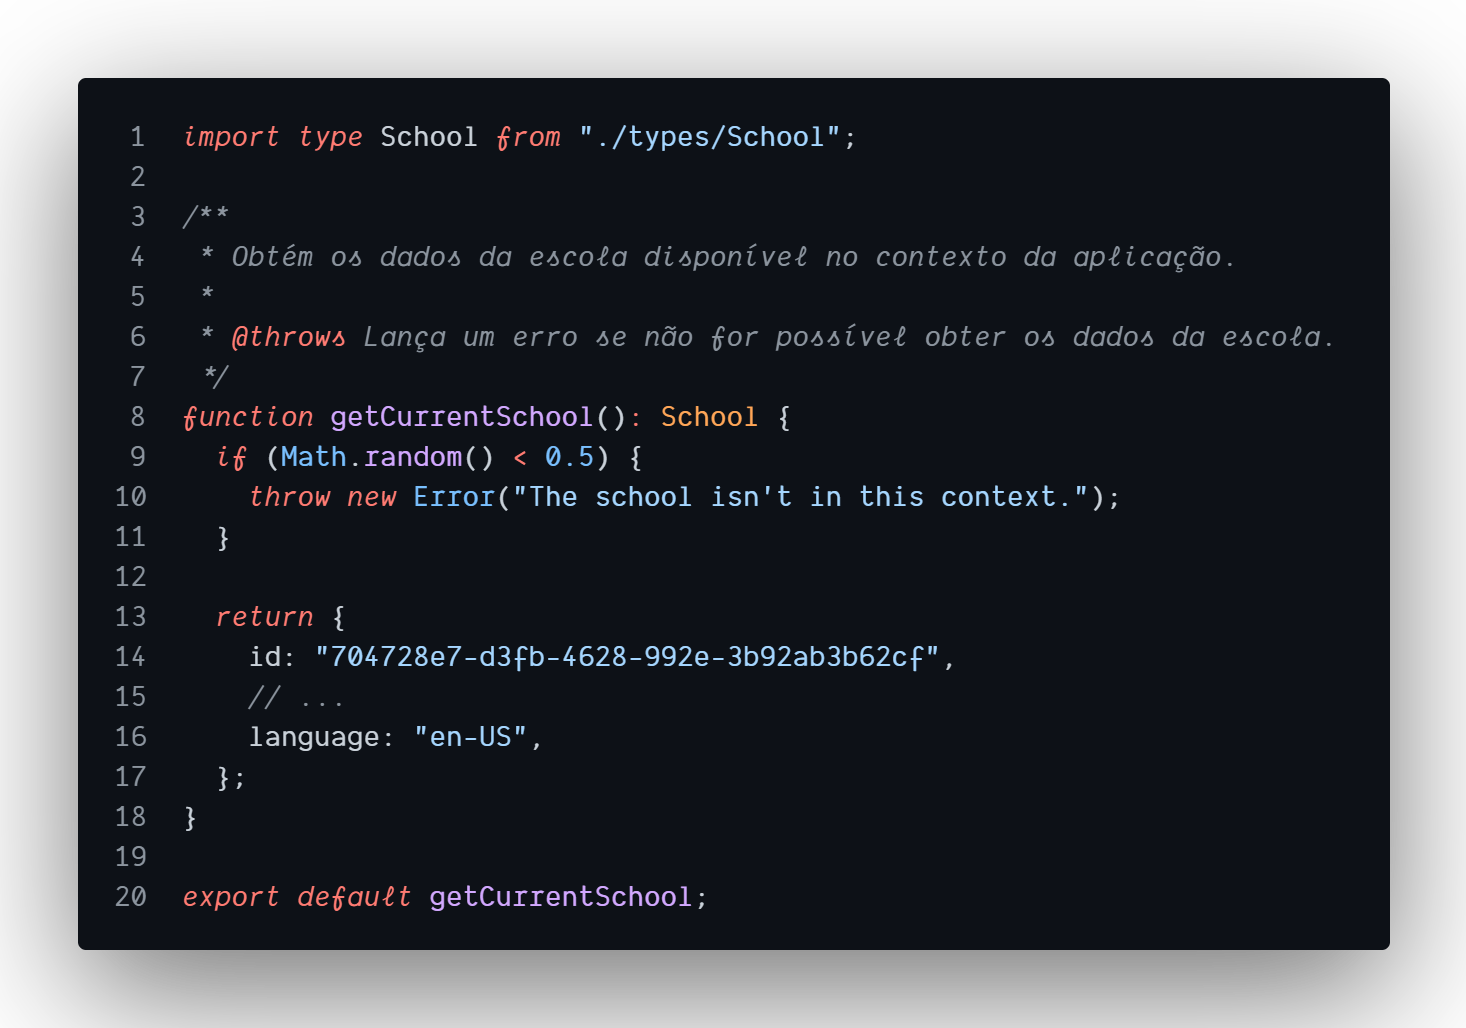 1 import type School from "./types/School";
2
3 /**
4  * Obtém os dados da escola disponível no contexto da aplicação.
5  *
6  * @throws Lança um erro se não for possível obter os dados da escola.
7  */
8 function getCurrentSchool(): School {
9   if (Math.random() < 0.5) {
10     throw new Error("The school isn't in this context.");
11   }
12
13   return {
14     id: "704728e7-d3fb-4628-992e-3b92ab3b62cf",
15     // ...
16     language: "en-US",
17   };
18 }
19
20 export default getCurrentSchool;